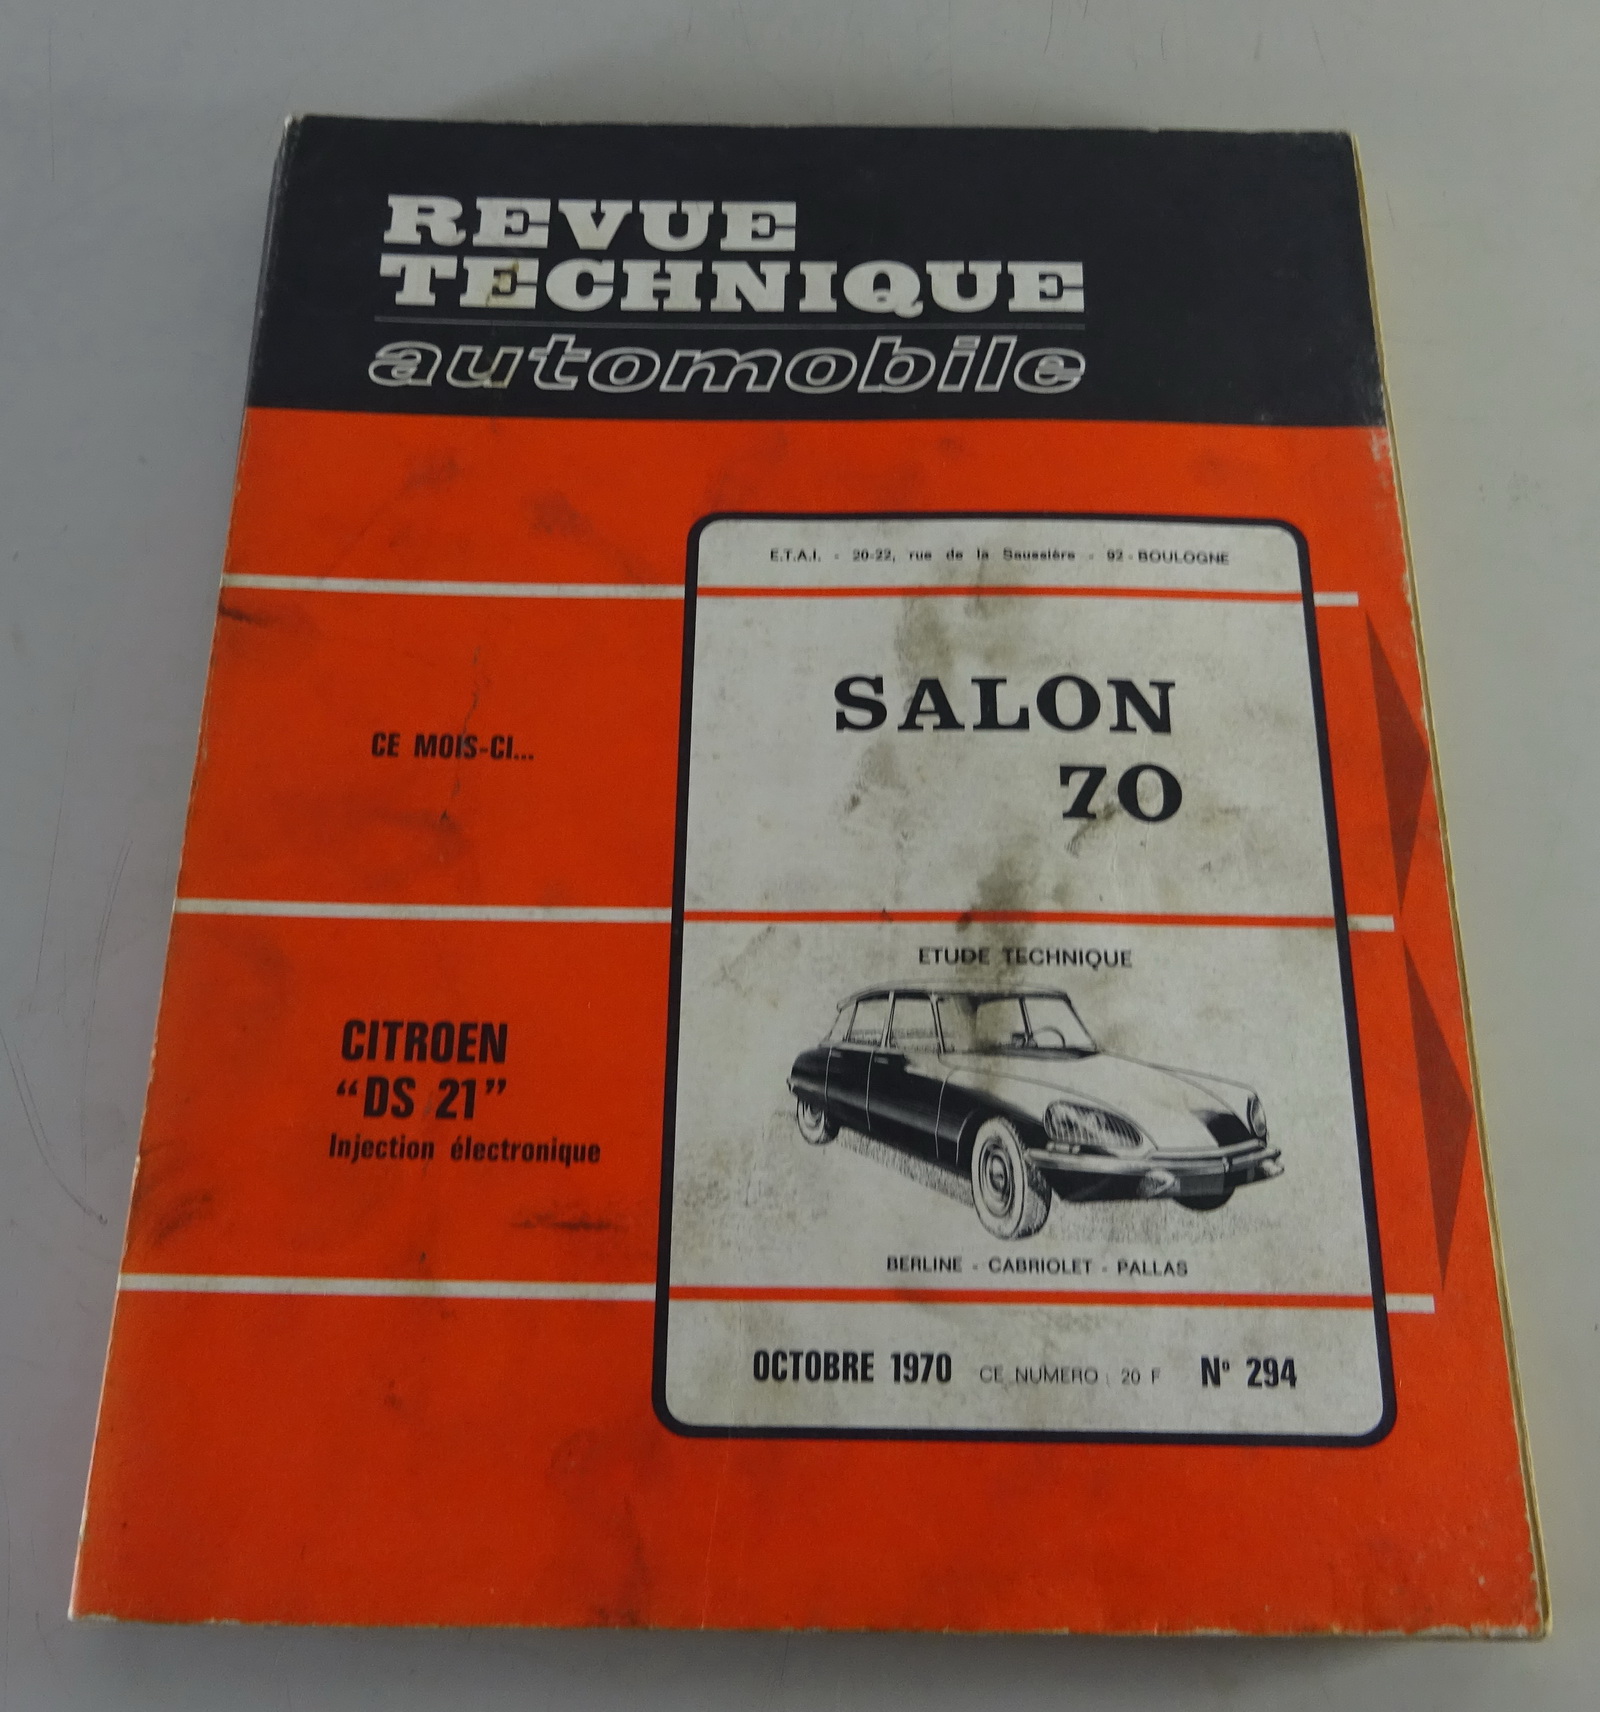 REVUE
TECHNIQUE
automobile
E.T.A.I. - 20-22, rue de la Saussière - 92 - BOULOGNE
CE MOIS-CI...
SALON
70
ETUDE TECHNIQUE
CITROEN
“DS 21”
Injection électronique
BERLINE - CABRIOLET - PALLAS
OCTOBRE 1970 CE NUMERO : 20 F N° 294